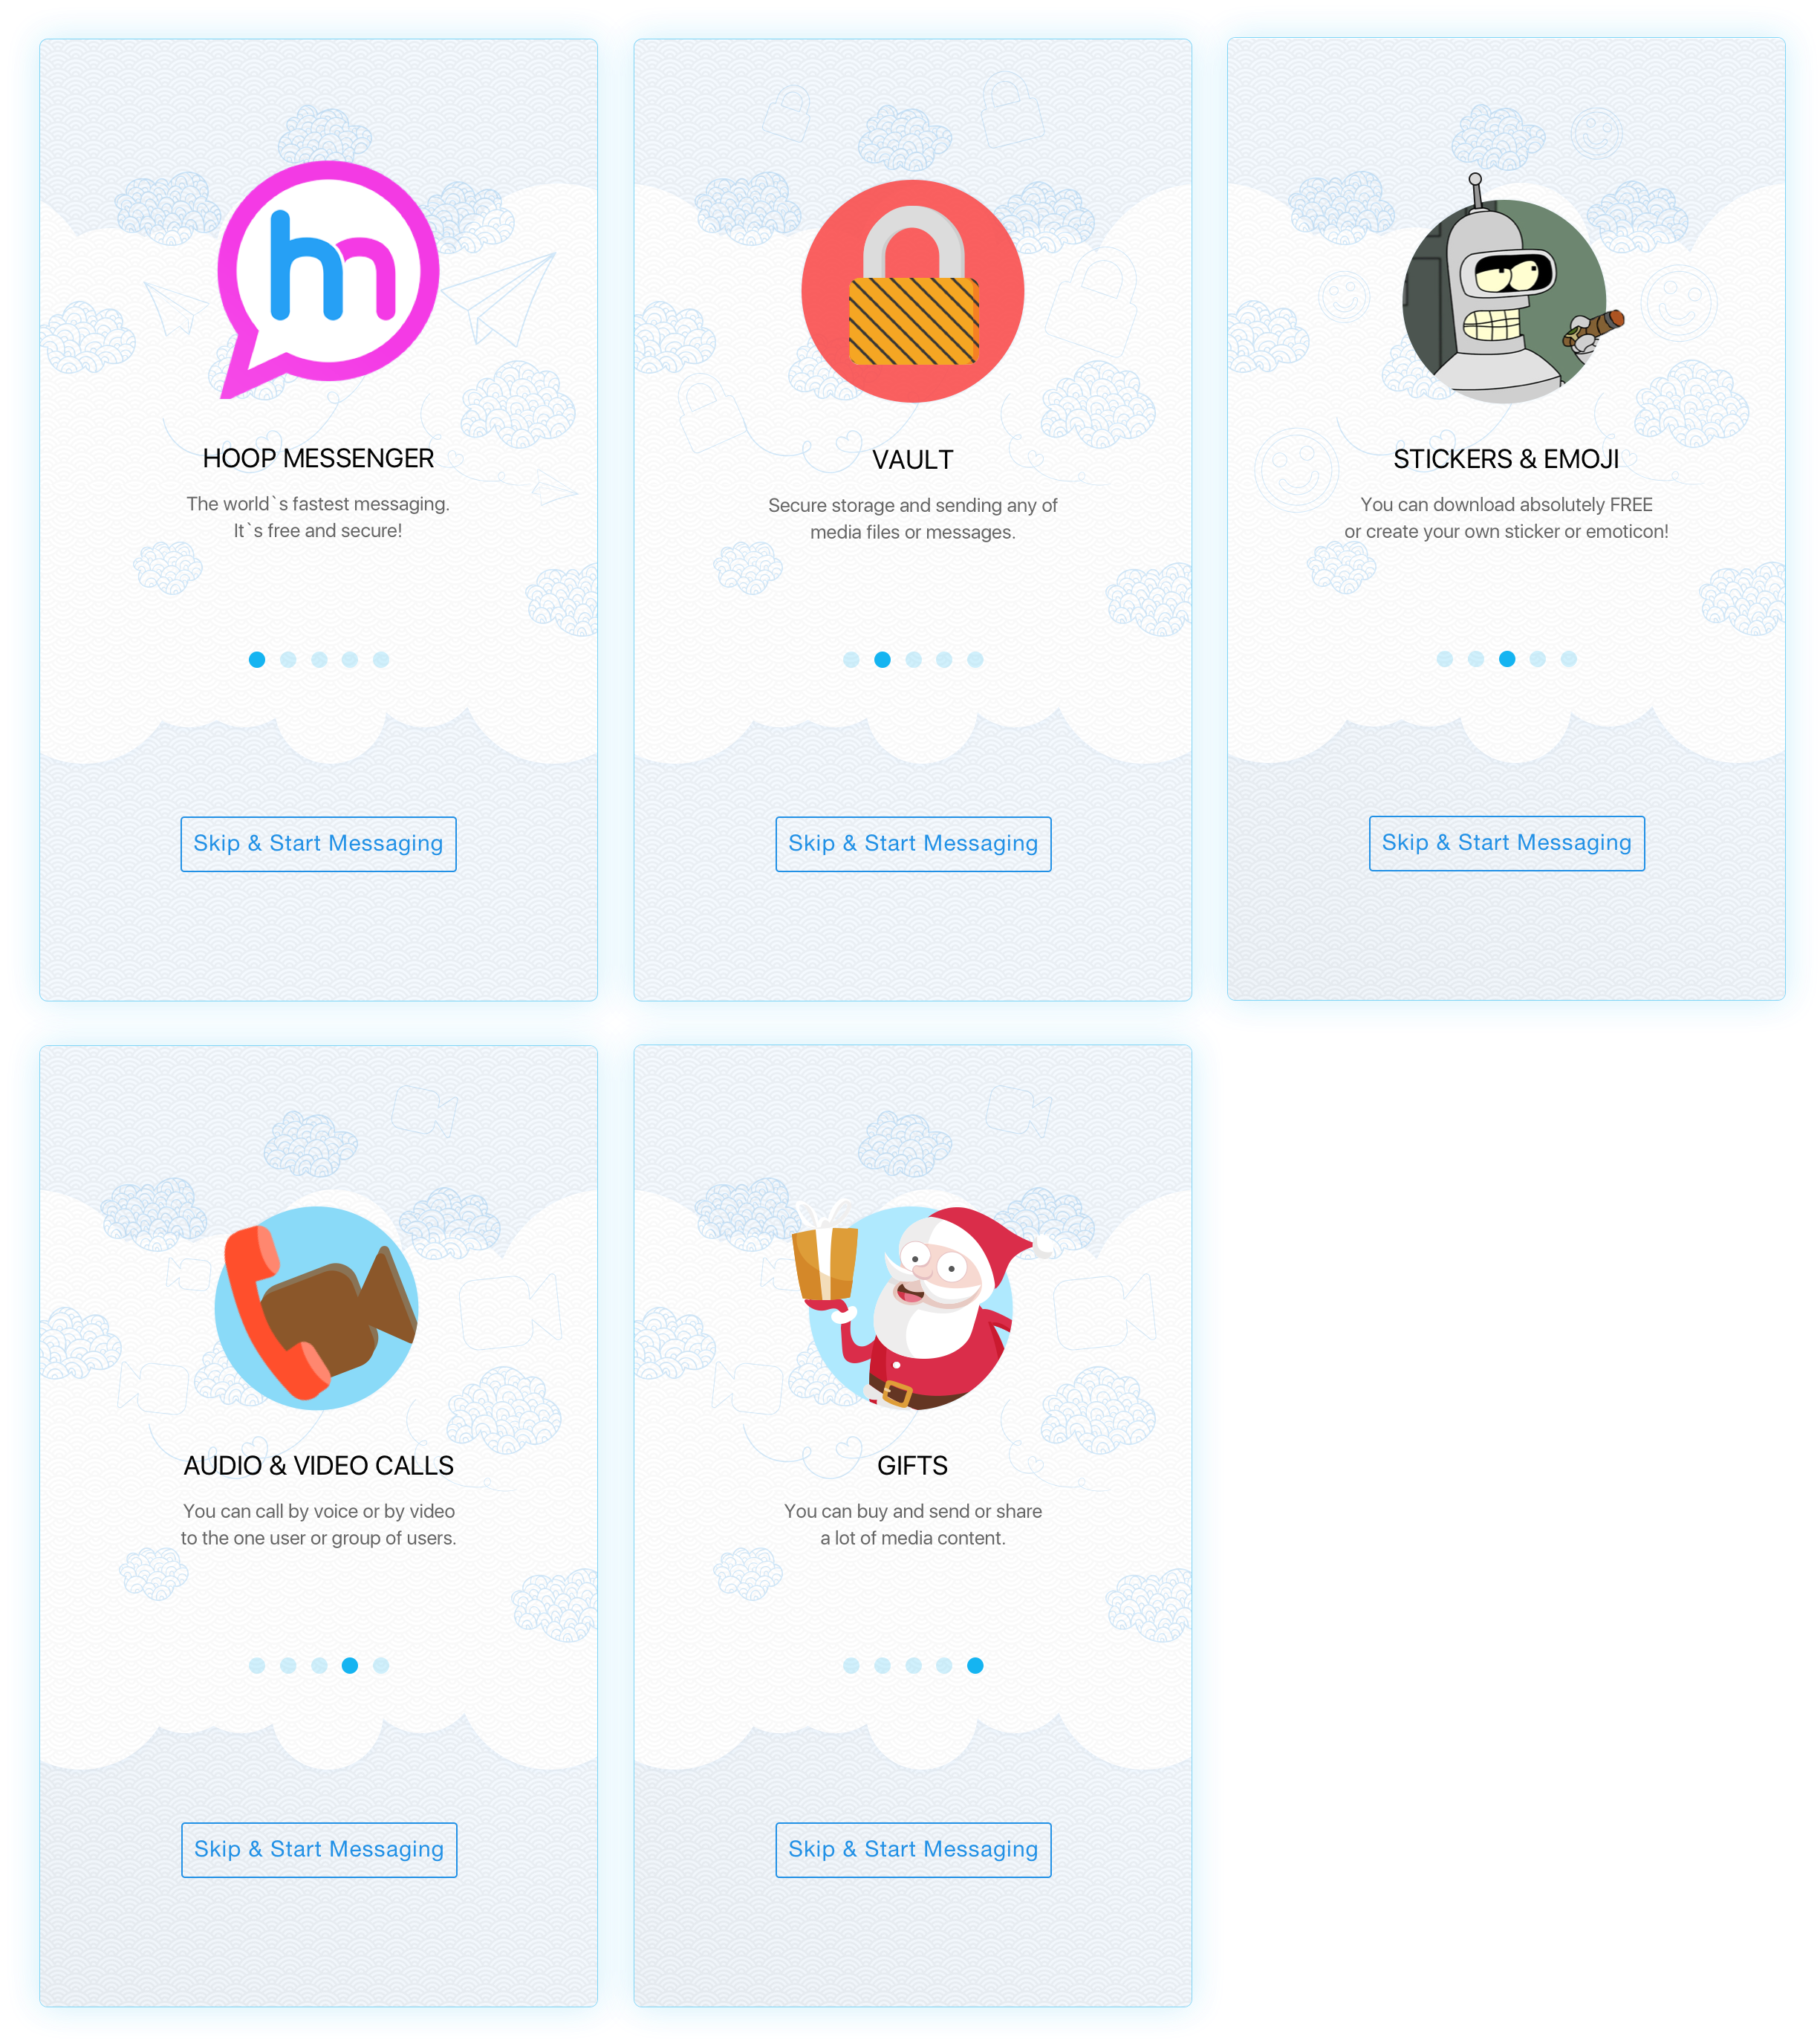 hm
HOOP MESSENGER
The world`s fastest messaging.
It`s free and secure!
Skip & Start Messaging
VAULT
Secure storage and sending any of
media files or messages.
Skip & Start Messaging
STICKERS & EMOJI
You can download absolutely FREE
or create your own sticker or emoticon!
Skip & Start Messaging
AUDIO & VIDEO CALLS
You can call by voice or by video
to the one user or group of users.
Skip & Start Messaging
GIFTS
You can buy and send or share
a lot of media content.
Skip & Start Messaging